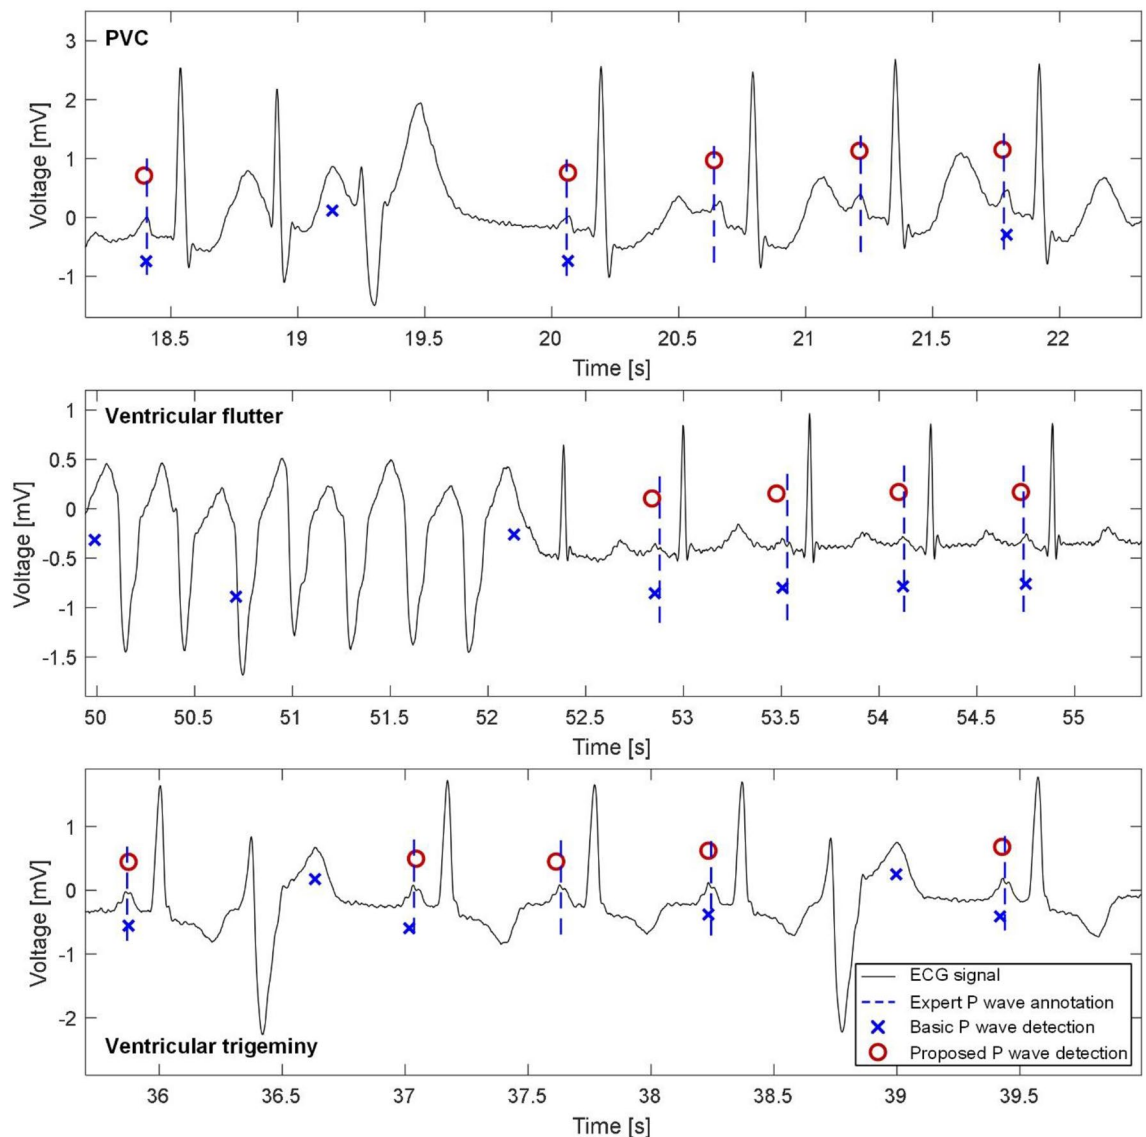 PVC
3
2
1
0
-1
Voltage [mV]
18.5 19 19.5 20 20.5 21 21.5 22
Time [s]
Ventricular flutter
1
0.5
0
-0.5
-1
-1.5
Voltage [mV]
50 50.5 51 51.5 52 52.5 53 53.5 54 54.5 55
Time [s]
1
0
-1
-2
Voltage [mV]
Ventricular trigeminy
ECG signal
Expert P wave annotation
Basic P wave detection
Proposed P wave detection
36 36.5 37 37.5 38 38.5 39 39.5
Time [s]